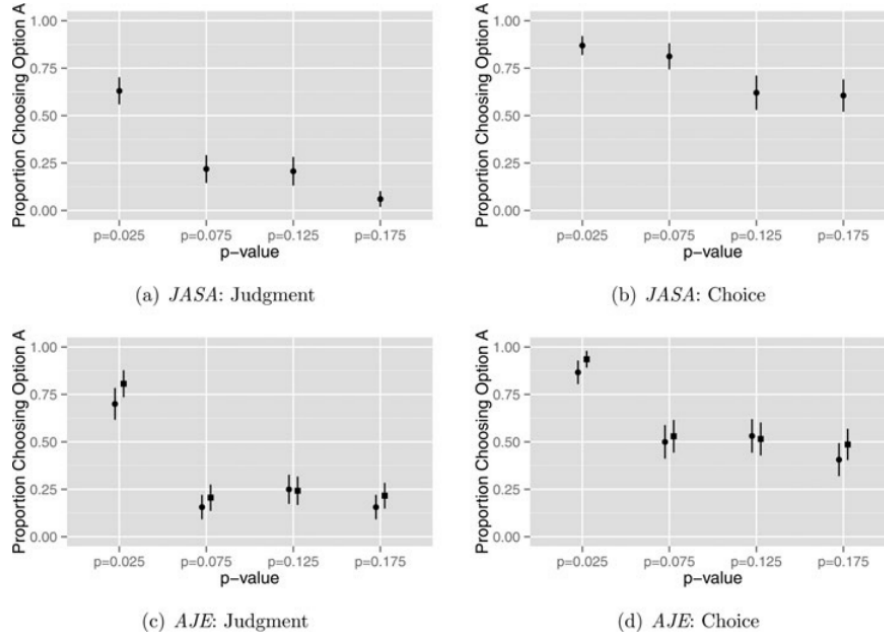 Proportion Choosing Option A
1.00
0.75
0.50
0.25
0.00
p=0.025 p=0.075 p=0.125 p=0.175
p-value
(a) JASA: Judgment
Proportion Choosing Option A
1.00
0.75
0.50
0.25
0.00
p=0.025 p=0.075 p=0.125 p=0.175
p-value
(b) JASA: Choice
Proportion Choosing Option A
1.00
0.75
0.50
0.25
0.00
p=0.025 p=0.075 p=0.125 p=0.175
p-value
(c) AJE: Judgment
Proportion Choosing Option A
1.00
0.75
0.50
0.25
0.00
p=0.025 p=0.075 p=0.125 p=0.175
p-value
(d) AJE: Choice